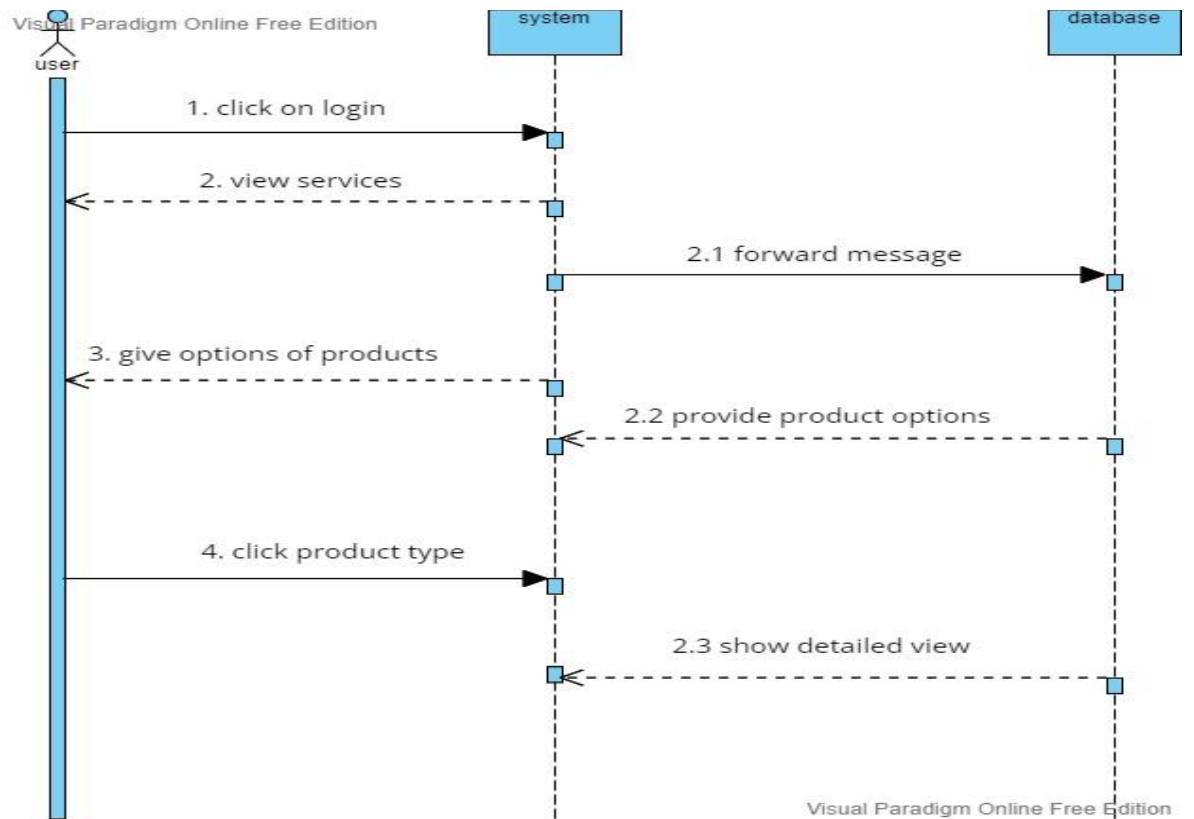 Visual Paradigm Online Free Edition
system
database
user
1. click on login
2. view services
2.1 forward message
3. give options of products
2.2 provide product options
4. click product type
2.3 show detailed view
Visual Paradigm Online Free Edition